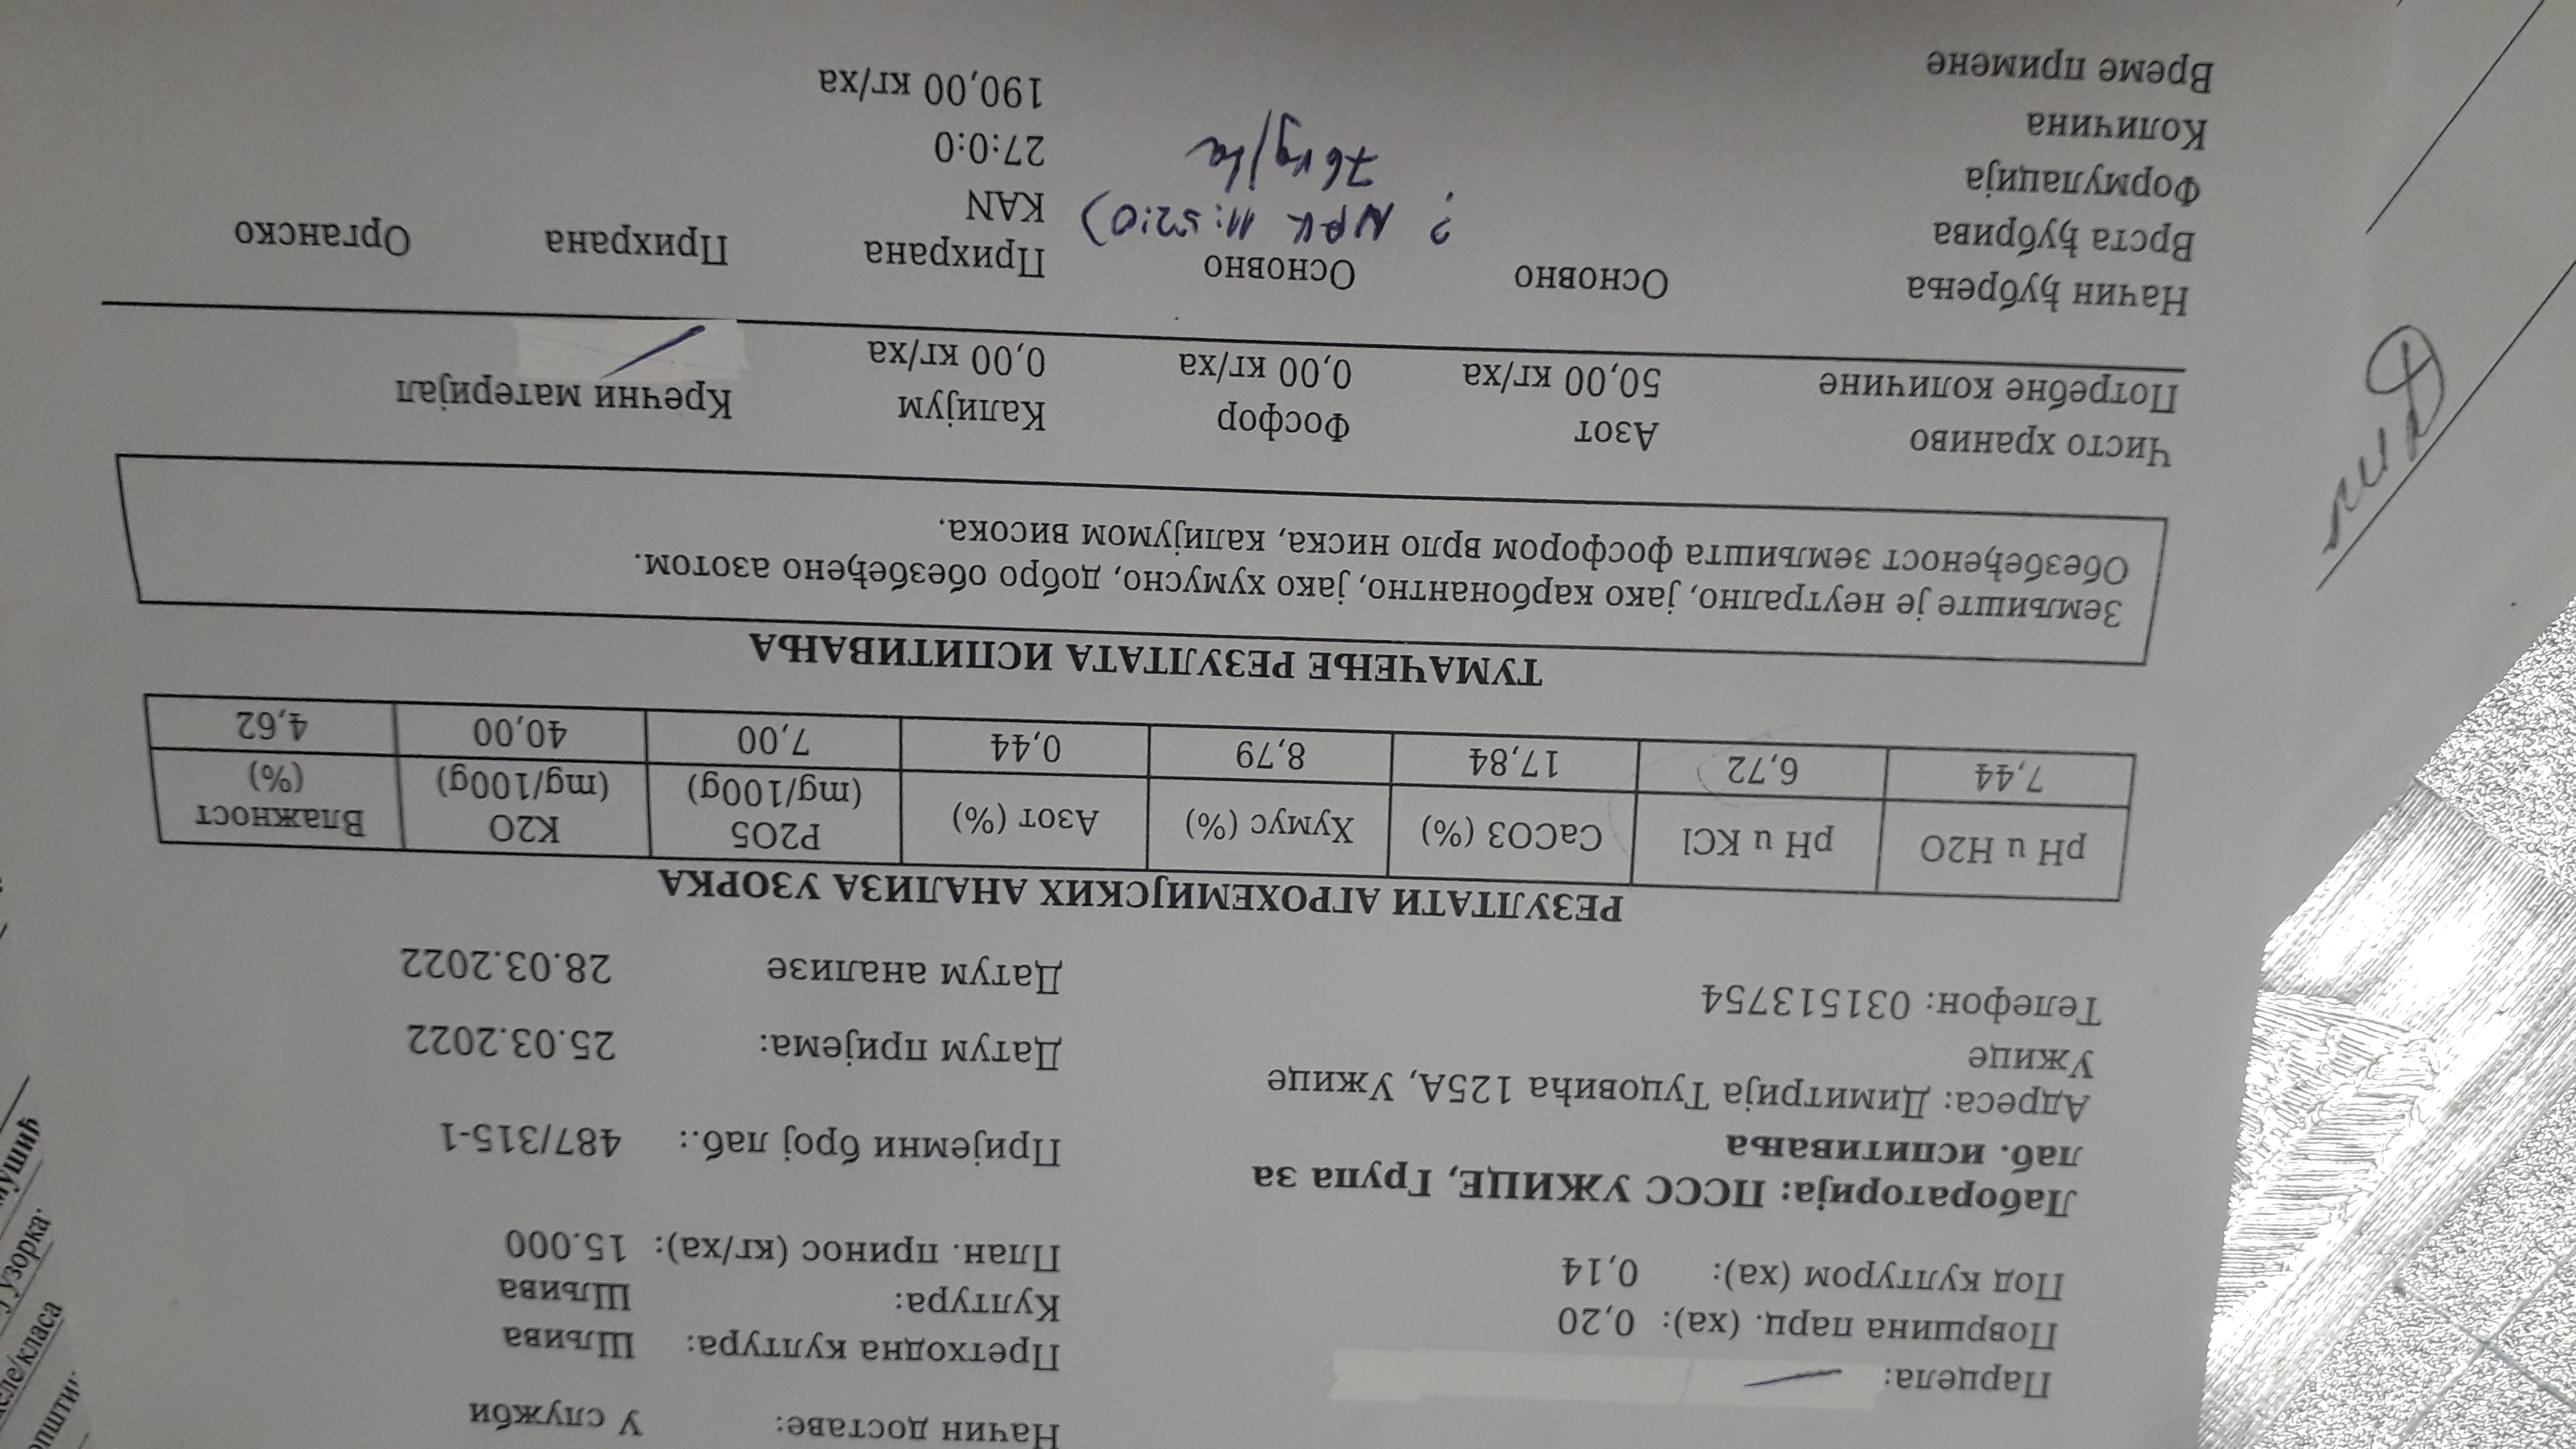 Начин доставе: У служби
Парцела:
Површина парц. (ха): 0,20
Под културом (ха): 0,14
Претходна култура: Шљива
Култура: Шљива
План. принос (кг/ха): 15.000
Лабораторија: ПССС УЖИЦЕ, Група за
лаб. испитивања
Адреса: Димитрија Туцовића 125А, Ужице
Ужице
Телефон: 031513754
Пријемни број лаб.: 487/315-1
Датум пријема: 25.03.2022
Датум анализе 28.03.2022
РЕЗУЛТАТИ АГРОХЕМИЈСКИХ АНАЛИЗА УЗОРКА
pH u H2O pH u KCl CaCO3 (%) Хумус (%) Азот (%) P2O5 (mg/100g) K2O (mg/100g) Влажност (%)
7,44 6,72 17,84 8,79 0,44 7,00 40,00 4,62
ТУМАЧЕЊЕ РЕЗУЛТАТА ИСПИТИВАЊА
Земљиште је неутрално, јако карбонантно, јако хумусно, добро обезбеђено азотом.
Обезбеђеност земљишта фосфором врло ниска, калијумом висока.
Чисто храниво Азот Фосфор Калијум Кречни материјал
Потребне количине 50,00 кг/ха 0,00 кг/ха 0,00 кг/ха
Начин ђубрења Основно Основно Прихрана Прихрана Органско
Врста ђубрива ? NPK 11:52:0) KAN
Формулација 76 kg/ha 27:0:0
Количина 190,00 кг/ха
Време примене